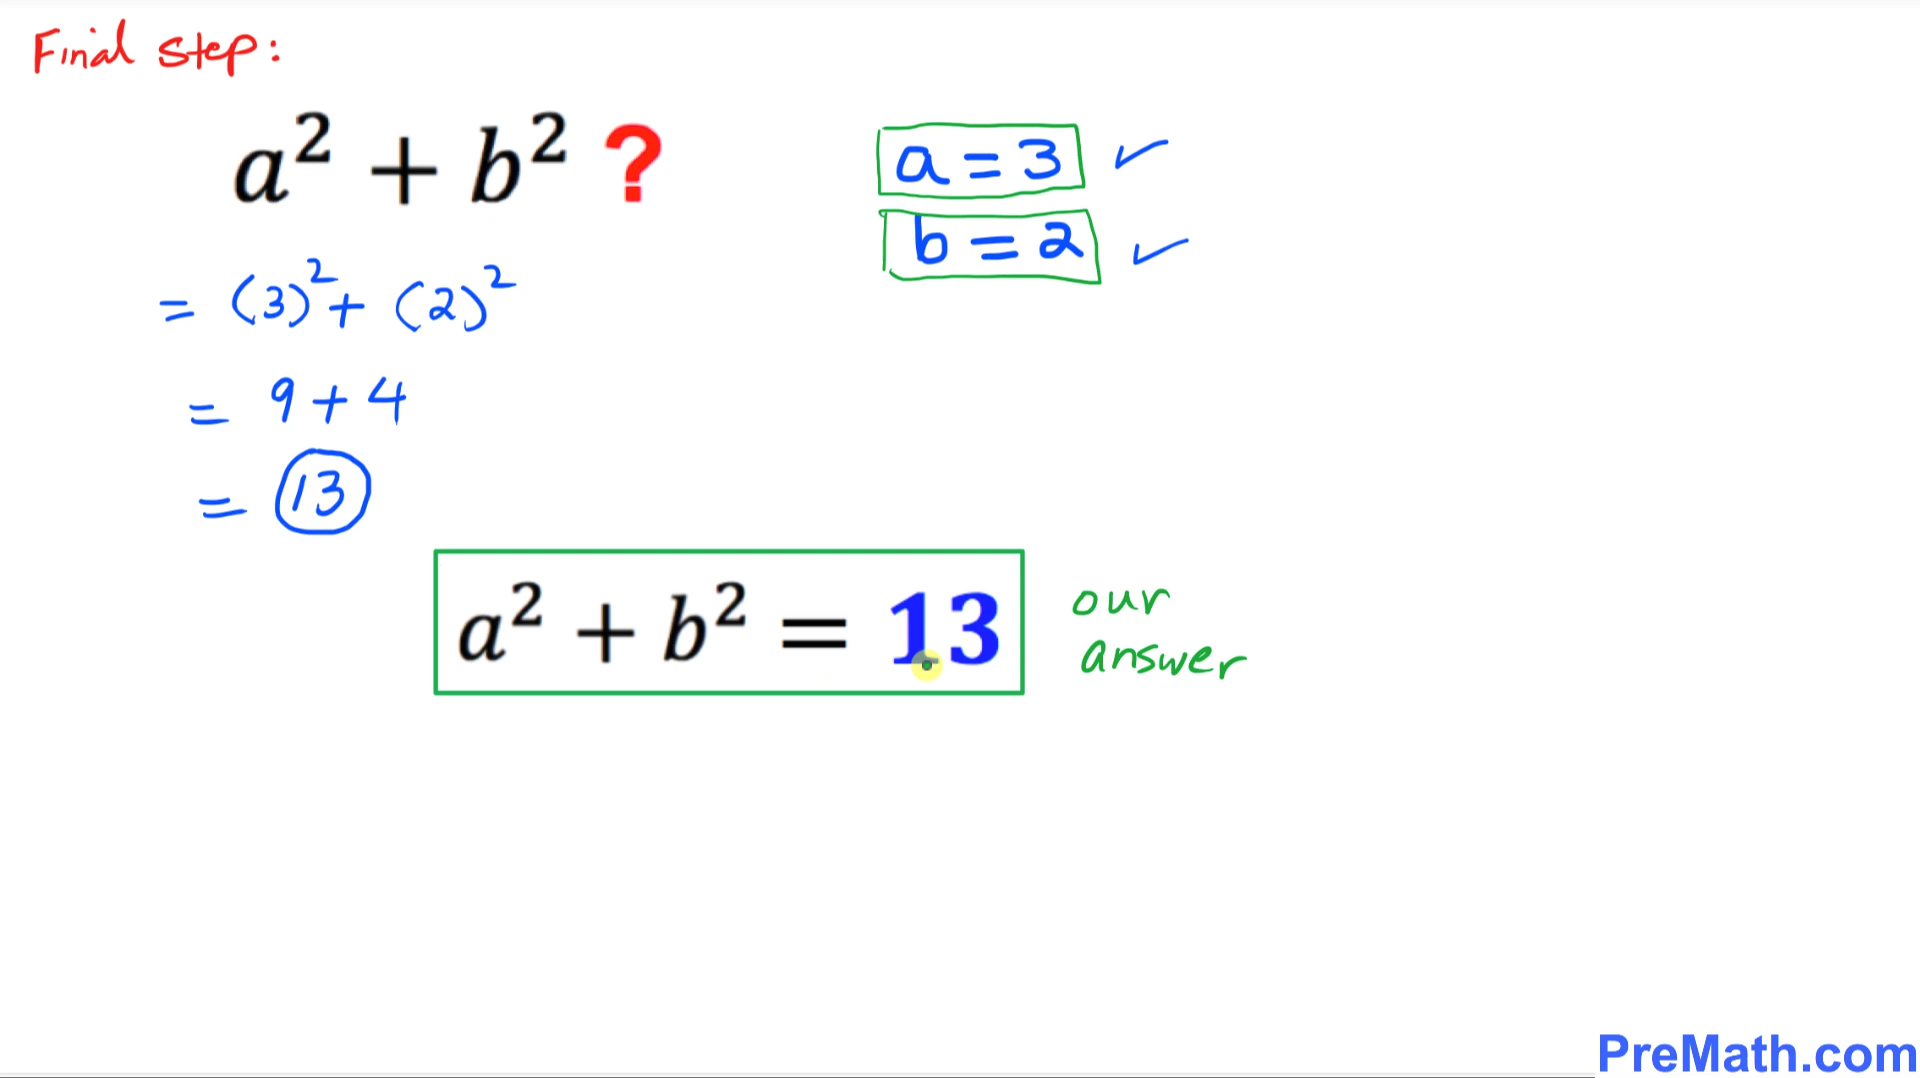 Final step:
a² + b² ?
a = 3 ✓
b = 2 ✓
= (3)² + (2)²
= 9 + 4
= 13
a² + b² = 13
our
answer
PreMath.com